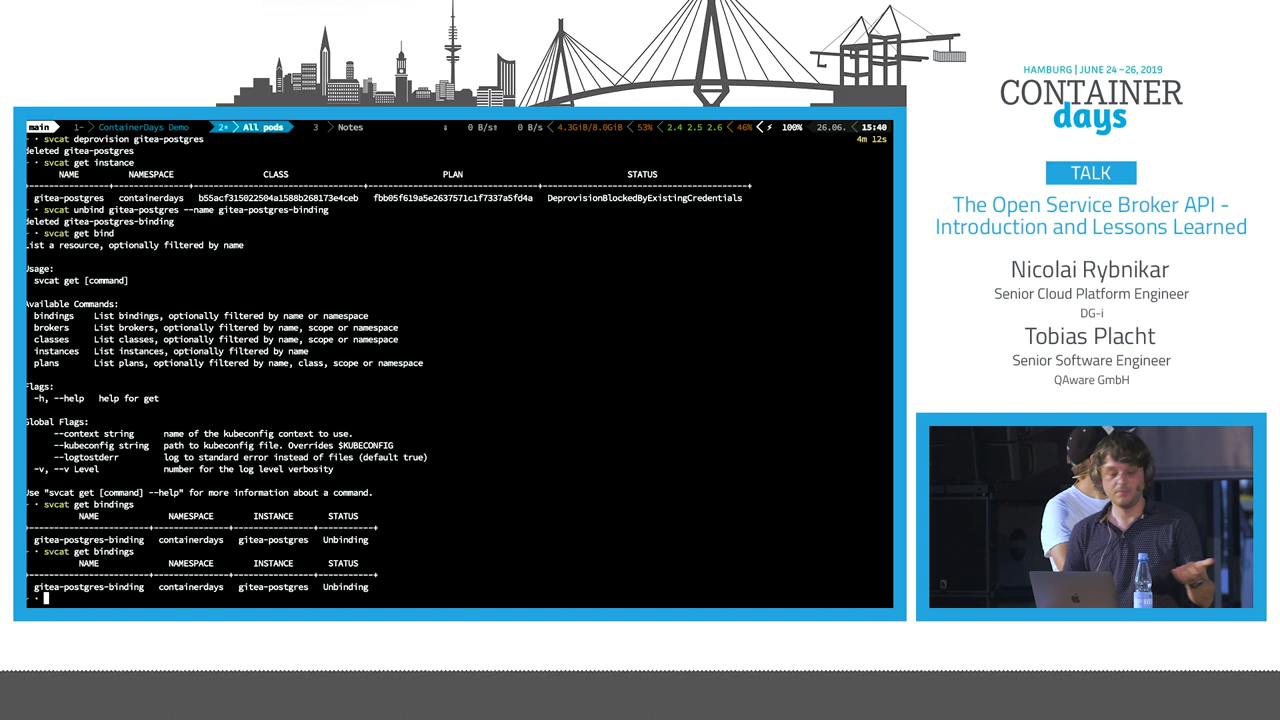 main 1- ContainerDays Demo 2* All pods 3 Notes ⇓ 0 B/s⇑ 0 B/s 4.3GiB/8.0GiB 53% 2.4 2.5 2.6 46% ⚡ 100% 26.06. 15:40
· svcat deprovision gitea-postgres 4m 12s
deleted gitea-postgres
· svcat get instance
NAME NAMESPACE CLASS PLAN STATUS
gitea-postgres containerdays b55acf315022504a1588b268173e4ceb fbb05f619a5e2637571c1f7337a5fd4a DeprovisionBlockedByExistingCredentials
· svcat unbind gitea-postgres --name gitea-postgres-binding
deleted gitea-postgres-binding
· svcat get bind
List a resource, optionally filtered by name
Usage:
svcat get [command]
Available Commands:
bindings List bindings, optionally filtered by name or namespace
brokers List brokers, optionally filtered by name, scope or namespace
classes List classes, optionally filtered by name, scope or namespace
instances List instances, optionally filtered by name
plans List plans, optionally filtered by name, class, scope or namespace
Flags:
-h, --help help for get
Global Flags:
--context string name of the kubeconfig context to use.
--kubeconfig string path to kubeconfig file. Overrides $KUBECONFIG
--logtostderr log to standard error instead of files (default true)
-v, --v Level number for the log level verbosity
Use "svcat get [command] --help" for more information about a command.
· svcat get bindings
NAME NAMESPACE INSTANCE STATUS
gitea-postgres-binding containerdays gitea-postgres Unbinding
· svcat get bindings
NAME NAMESPACE INSTANCE STATUS
gitea-postgres-binding containerdays gitea-postgres Unbinding
·
HAMBURG | JUNE 24 – 26, 2019
CONTAINER
days
TALK
The Open Service Broker API -
Introduction and Lessons Learned
Nicolai Rybnikar
Senior Cloud Platform Engineer
DG-i
Tobias Placht
Senior Software Engineer
QAware GmbH